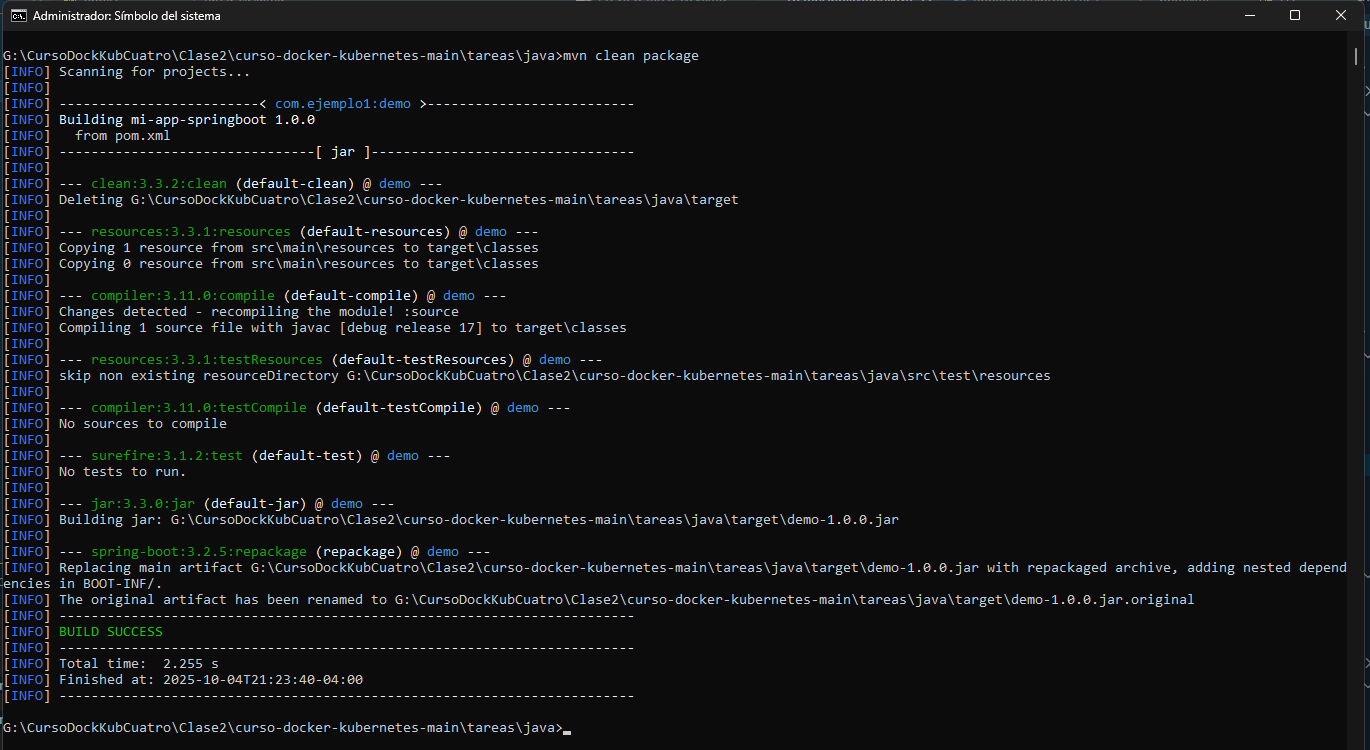 Administrador: Símbolo del sistema
G:\CursoDockKubCuatro\Clase2\curso-docker-kubernetes-main\tareas\java>mvn clean package
[INFO] Scanning for projects...
[INFO]
[INFO] -------------------------< com.ejemplo1:demo >--------------------------
[INFO] Building mi-app-springboot 1.0.0
[INFO]   from pom.xml
[INFO] --------------------------------[ jar ]---------------------------------
[INFO]
[INFO] --- clean:3.3.2:clean (default-clean) @ demo ---
[INFO] Deleting G:\CursoDockKubCuatro\Clase2\curso-docker-kubernetes-main\tareas\java\target
[INFO]
[INFO] --- resources:3.3.1:resources (default-resources) @ demo ---
[INFO] Copying 1 resource from src\main\resources to target\classes
[INFO] Copying 0 resource from src\main\resources to target\classes
[INFO]
[INFO] --- compiler:3.11.0:compile (default-compile) @ demo ---
[INFO] Changes detected - recompiling the module! :source
[INFO] Compiling 1 source file with javac [debug release 17] to target\classes
[INFO]
[INFO] --- resources:3.3.1:testResources (default-testResources) @ demo ---
[INFO] skip non existing resourceDirectory G:\CursoDockKubCuatro\Clase2\curso-docker-kubernetes-main\tareas\java\src\test\resources
[INFO]
[INFO] --- compiler:3.11.0:testCompile (default-testCompile) @ demo ---
[INFO] No sources to compile
[INFO]
[INFO] --- surefire:3.1.2:test (default-test) @ demo ---
[INFO] No tests to run.
[INFO]
[INFO] --- jar:3.3.0:jar (default-jar) @ demo ---
[INFO] Building jar: G:\CursoDockKubCuatro\Clase2\curso-docker-kubernetes-main\tareas\java\target\demo-1.0.0.jar
[INFO]
[INFO] --- spring-boot:3.2.5:repackage (repackage) @ demo ---
[INFO] Replacing main artifact G:\CursoDockKubCuatro\Clase2\curso-docker-kubernetes-main\tareas\java\target\demo-1.0.0.jar with repackaged archive, adding nested depend
encies in BOOT-INF/.
[INFO] The original artifact has been renamed to G:\CursoDockKubCuatro\Clase2\curso-docker-kubernetes-main\tareas\java\target\demo-1.0.0.jar.original
[INFO] ------------------------------------------------------------------------
[INFO] BUILD SUCCESS
[INFO] ------------------------------------------------------------------------
[INFO] Total time:  2.255 s
[INFO] Finished at: 2025-10-04T21:23:40-04:00
[INFO] ------------------------------------------------------------------------
G:\CursoDockKubCuatro\Clase2\curso-docker-kubernetes-main\tareas\java>